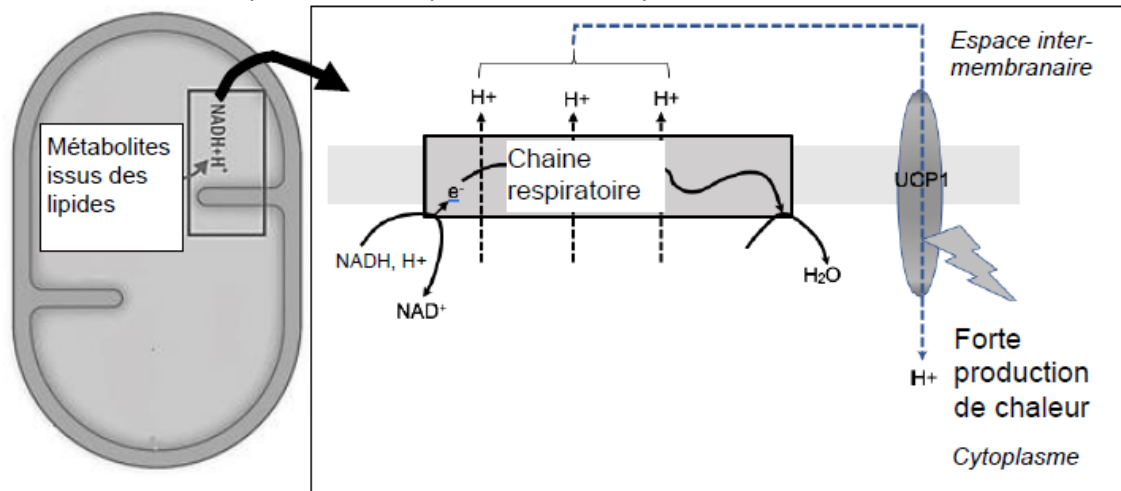 NADH+H⁺
Métabolites
issus des
lipides
Espace inter-
membranaire
H+ H+ H+
Chaine
respiratoire
e⁻
UCP1
NADH, H+
NAD⁺
H₂O
H+
Forte
production
de chaleur
Cytoplasme